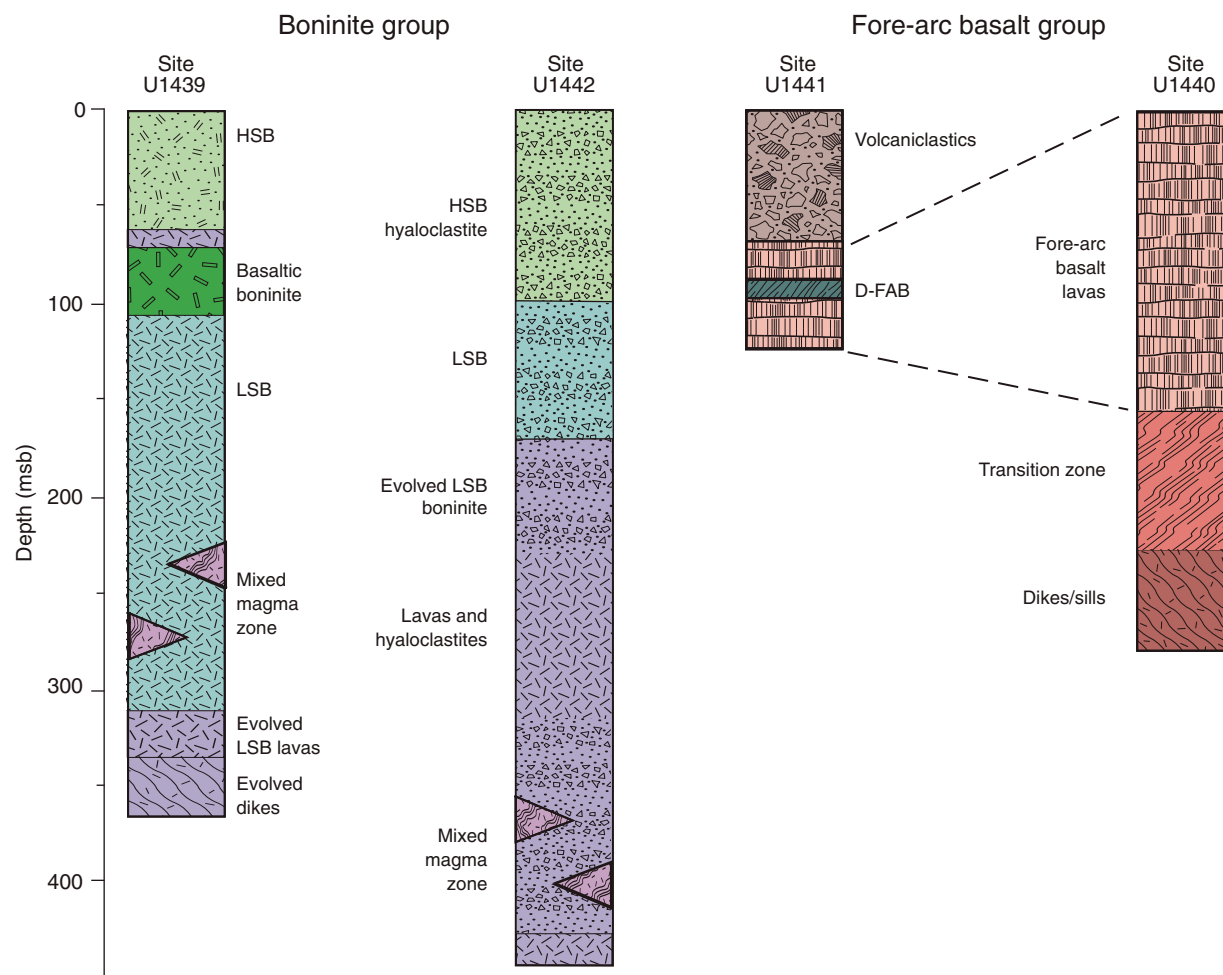 Boninite group
Fore-arc basalt group
Site
U1439
Site
U1442
Site
U1441
Site
U1440
0
100
200
300
400
Depth (msb)
HSB
Basaltic
boninite
LSB
Mixed
magma
zone
Evolved
LSB lavas
Evolved
dikes
HSB
hyaloclastite
LSB
Evolved LSB
boninite
Lavas and
hyaloclastites
Mixed
magma
zone
Volcaniclastics
D-FAB
Fore-arc
basalt
lavas
Transition zone
Dikes/sills